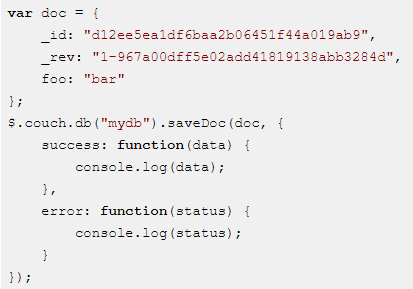 var doc = {
    _id: "d12ee5ea1df6baa2b06451f44a019ab9",
    _rev: "1-967a00dff5e02add41819138abb3284d",
    foo: "bar"
};
$.couch.db("mydb").saveDoc(doc, {
    success: function(data) {
        console.log(data);
    },
    error: function(status) {
        console.log(status);
    }
});